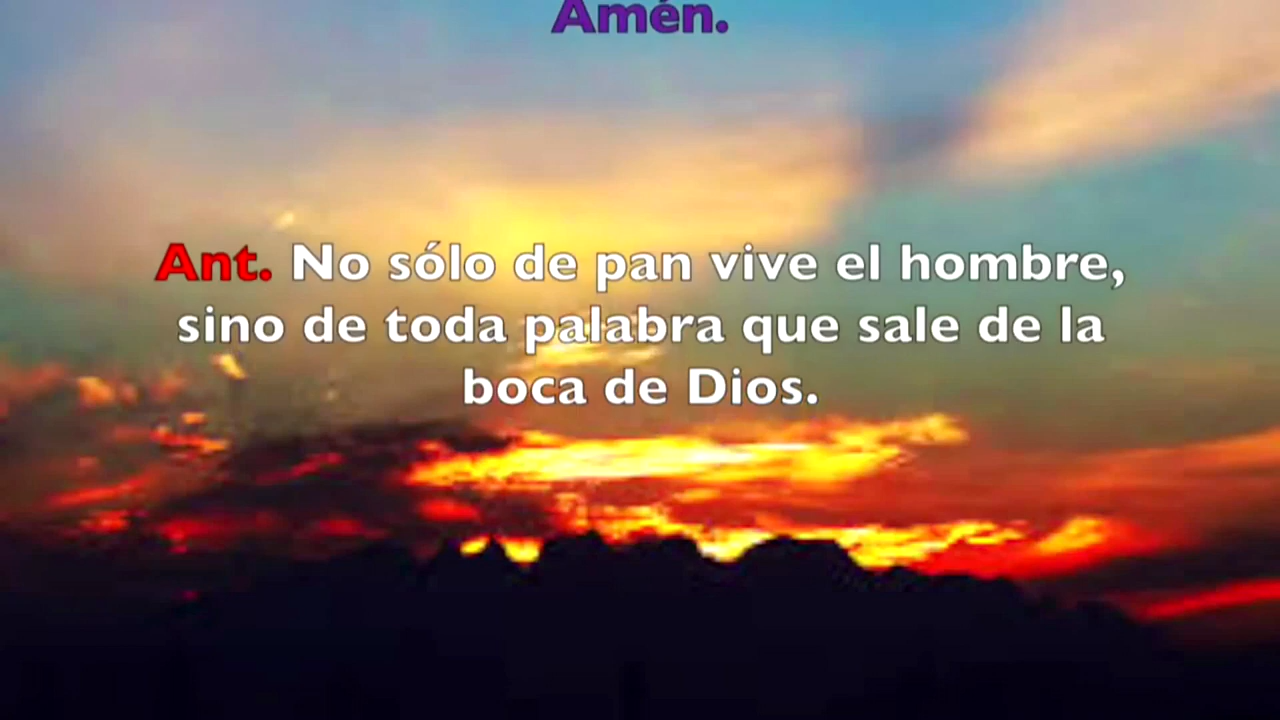 Amén.
Ant. No sólo de pan vive el hombre,
sino de toda palabra que sale de la
boca de Dios.